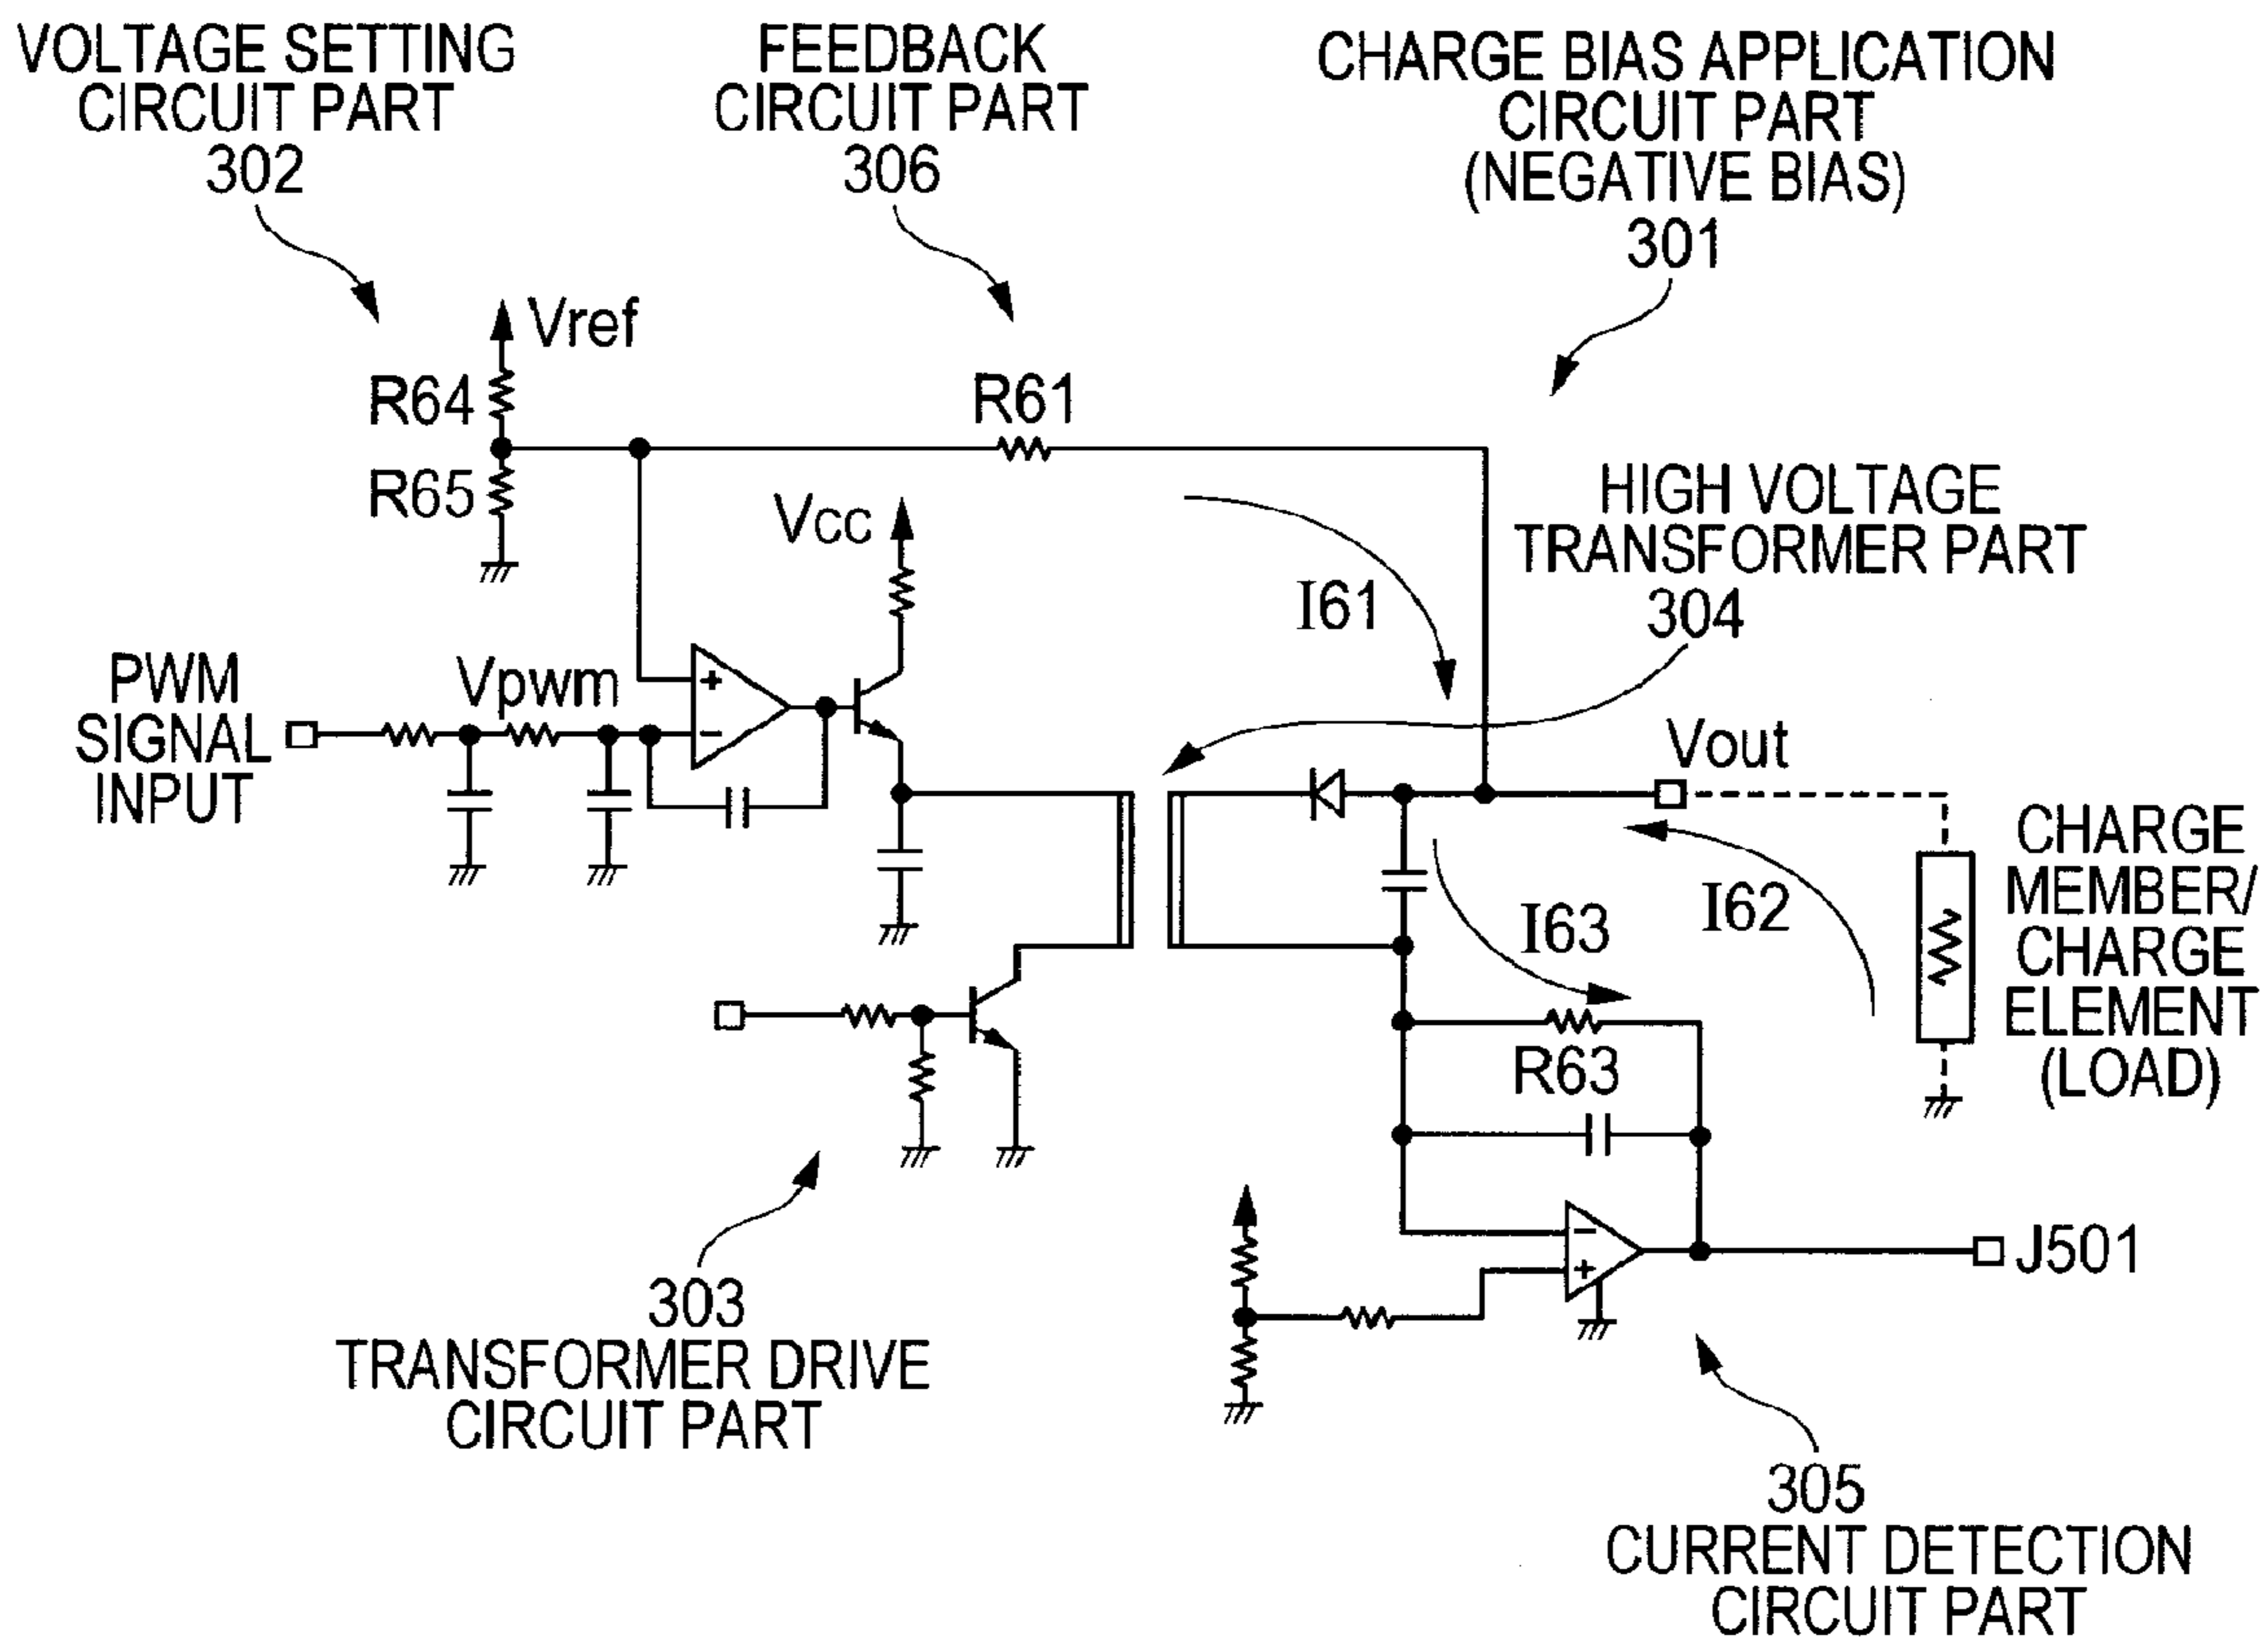 VOLTAGE SETTING
CIRCUIT PART
302
FEEDBACK
CIRCUIT PART
306
CHARGE BIAS APPLICATION
CIRCUIT PART
(NEGATIVE BIAS)
301
Vref
R64
R65
R61
Vcc
I61
HIGH VOLTAGE
TRANSFORMER PART
304
PWM
SIGNAL
INPUT
Vpwm
+
−
Vout
I62
I63
CHARGE
MEMBER/
CHARGE
ELEMENT
(LOAD)
R63
−
+
J501
303
TRANSFORMER DRIVE
CIRCUIT PART
305
CURRENT DETECTION
CIRCUIT PART